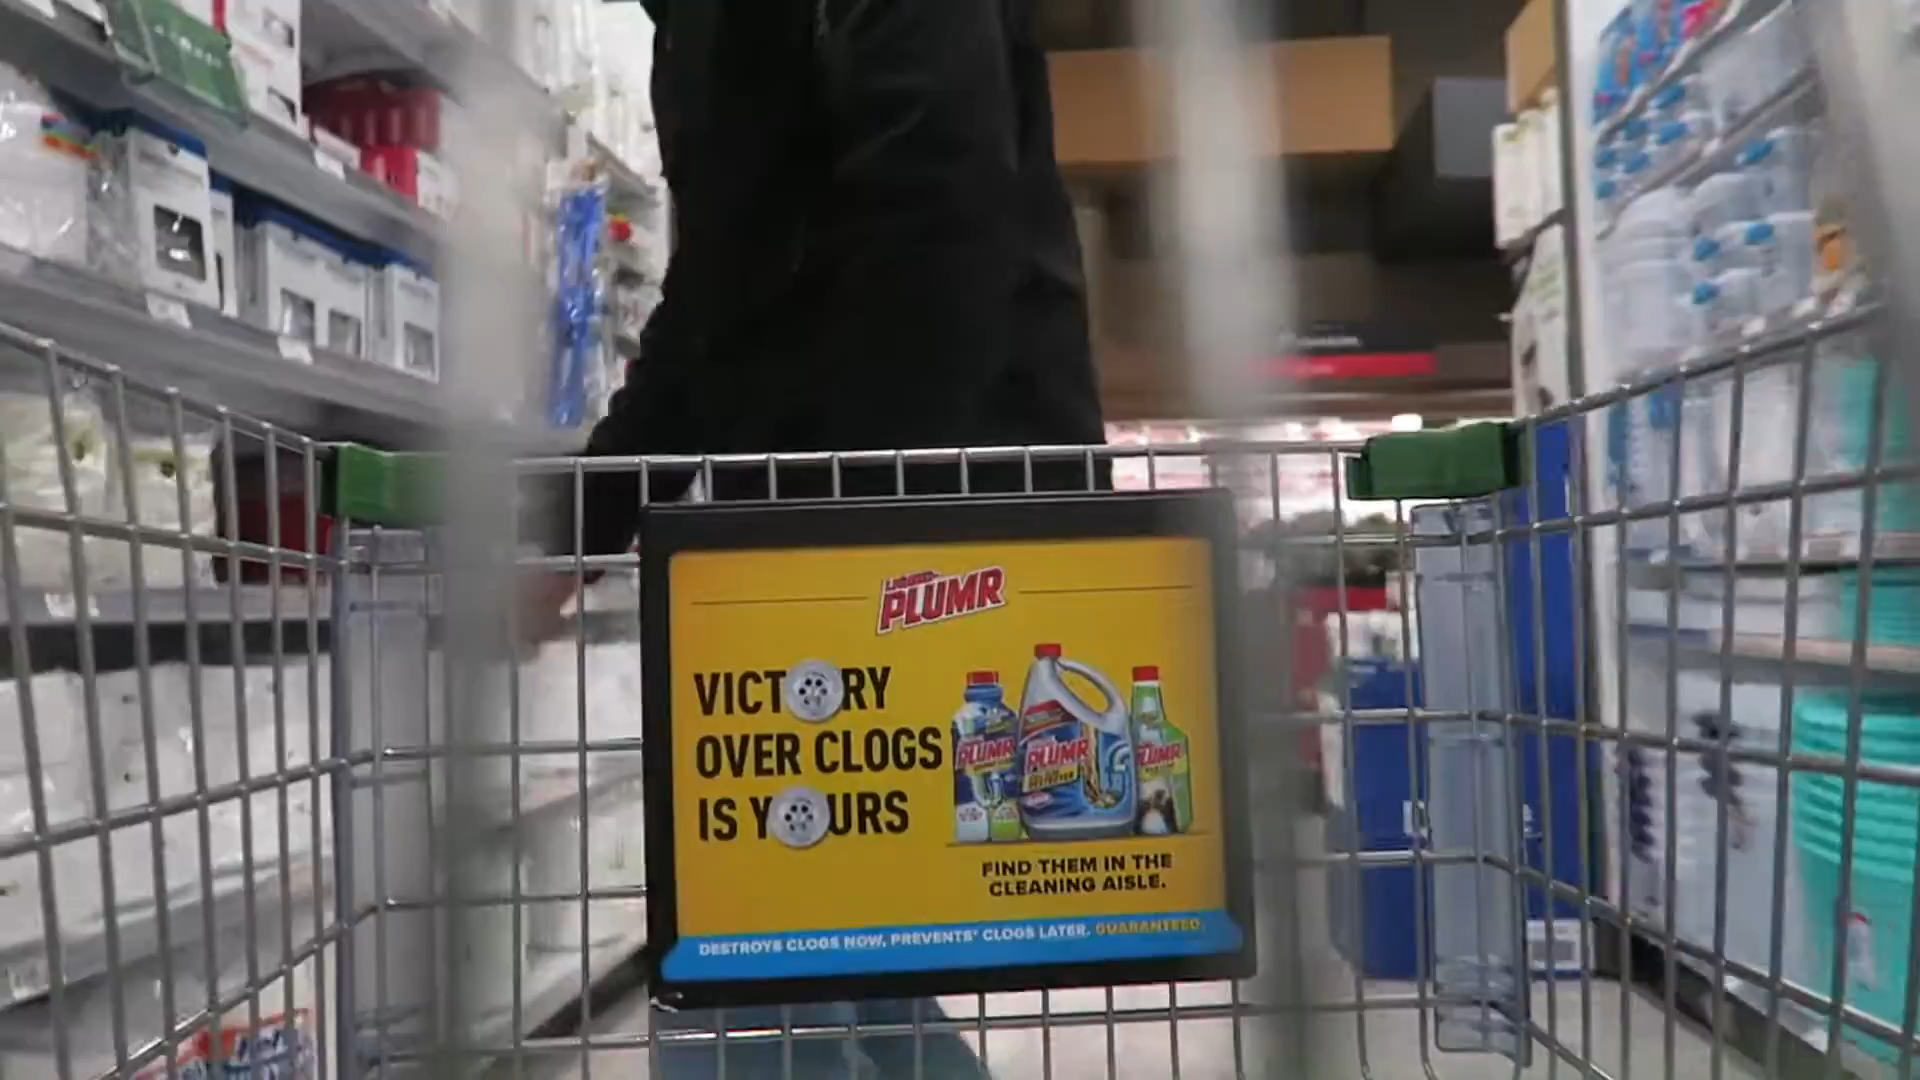 LIQUID-
PLUMR
VICTORY
OVER CLOGS
IS YOURS
PLUMR
PLUMR
PLUMR
FIND THEM IN THE
CLEANING AISLE.
DESTROYS CLOGS NOW, PREVENTS* CLOGS LATER. GUARANTEED.